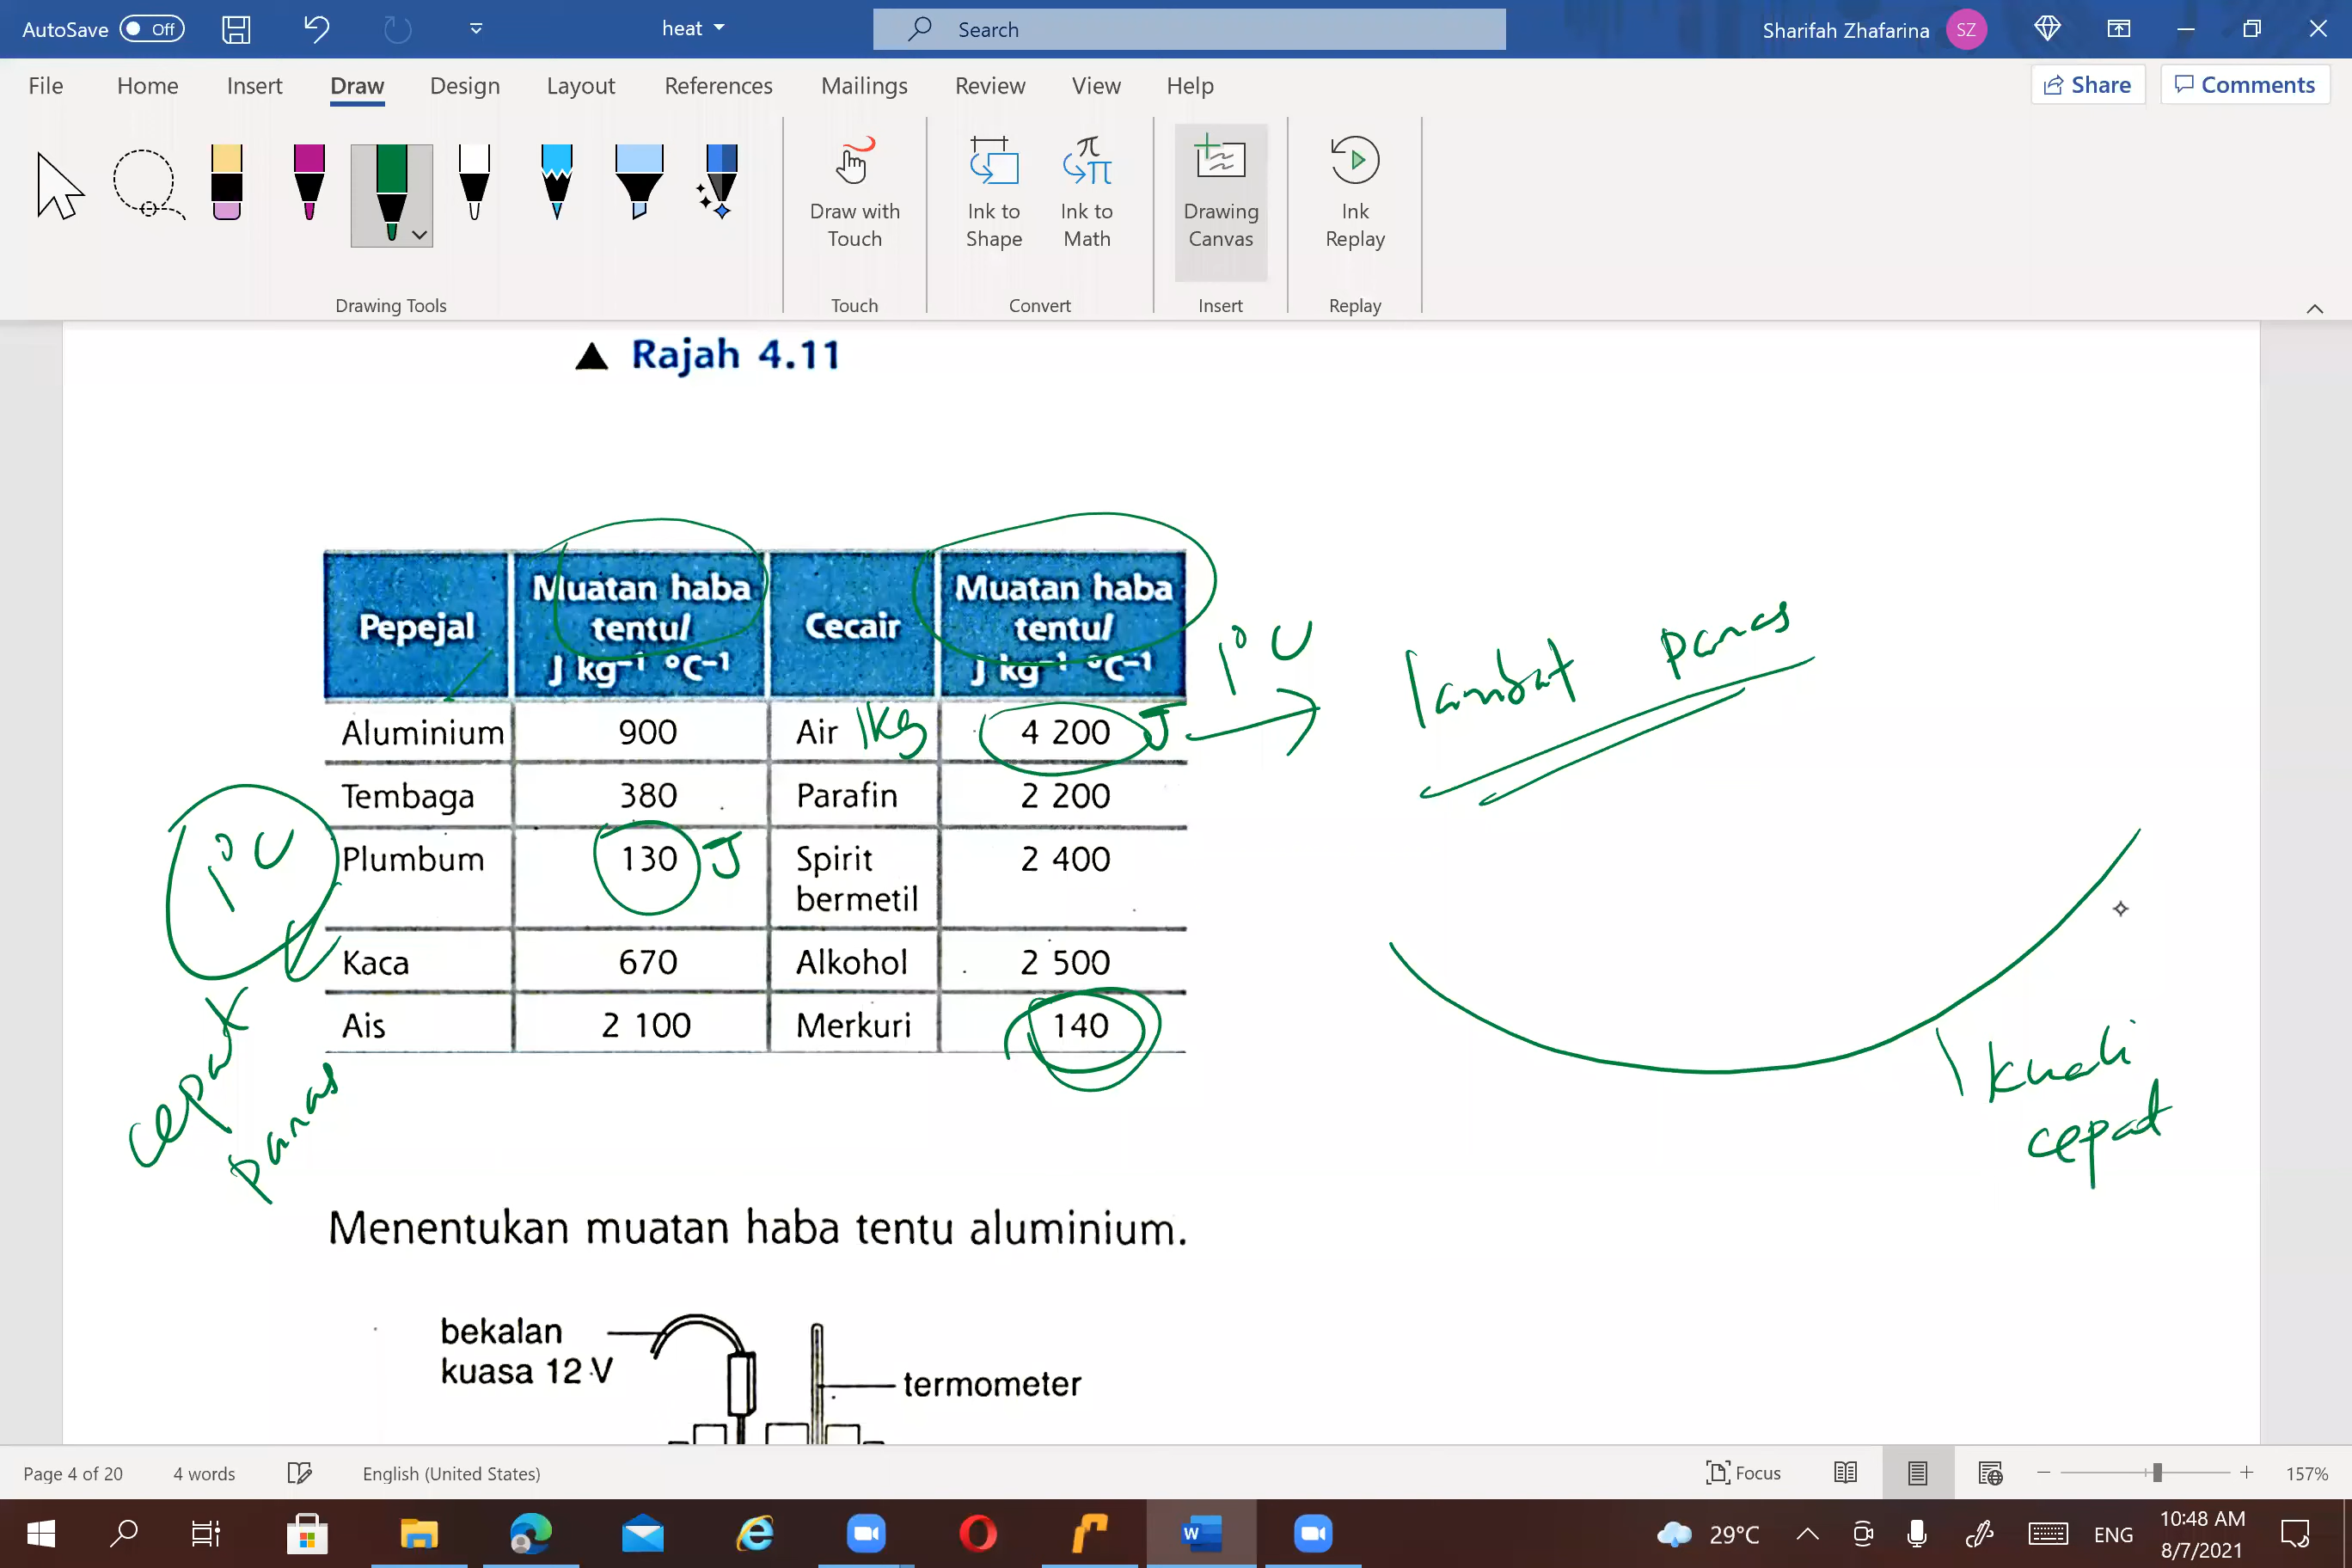 AutoSave Off heat Search Sharifah Zhafarina SZ
File Home Insert Draw Design Layout References Mailings Review View Help Share Comments
Draw with Touch
Ink to Shape
Ink to Math
Drawing Canvas
Ink Replay
Drawing Tools Touch Convert Insert Replay
▲ Rajah 4.11
Pepejal
Muatan haba tentu/ J kg⁻¹ °C⁻¹
Cecair
Muatan haba tentu/ J kg⁻¹ °C⁻¹
1°C
lambat panas
Aluminium 900 Air 1kg 4 200 J
Tembaga 380 Parafin 2 200
1°C
Plumbum 130 J Spirit bermetil 2 400
Kaca 670 Alkohol 2 500
Ais 2 100 Merkuri 140
cepat panas
kuali cepat
Menentukan muatan haba tentu aluminium.
bekalan
kuasa 12 V
termometer
Page 4 of 20 4 words English (United States) Focus 157%
29°C ENG 10:48 AM
8/7/2021